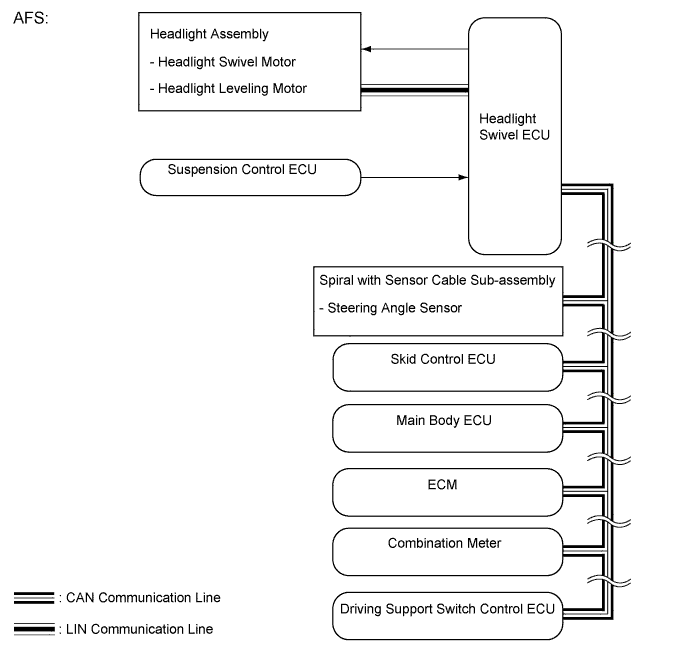 AFS:
Headlight Assembly
- Headlight Swivel Motor
- Headlight Leveling Motor
Headlight
Swivel ECU
Suspension Control ECU
Spiral with Sensor Cable Sub-assembly
- Steering Angle Sensor
Skid Control ECU
Main Body ECU
ECM
Combination Meter
Driving Support Switch Control ECU
: CAN Communication Line
: LIN Communication Line